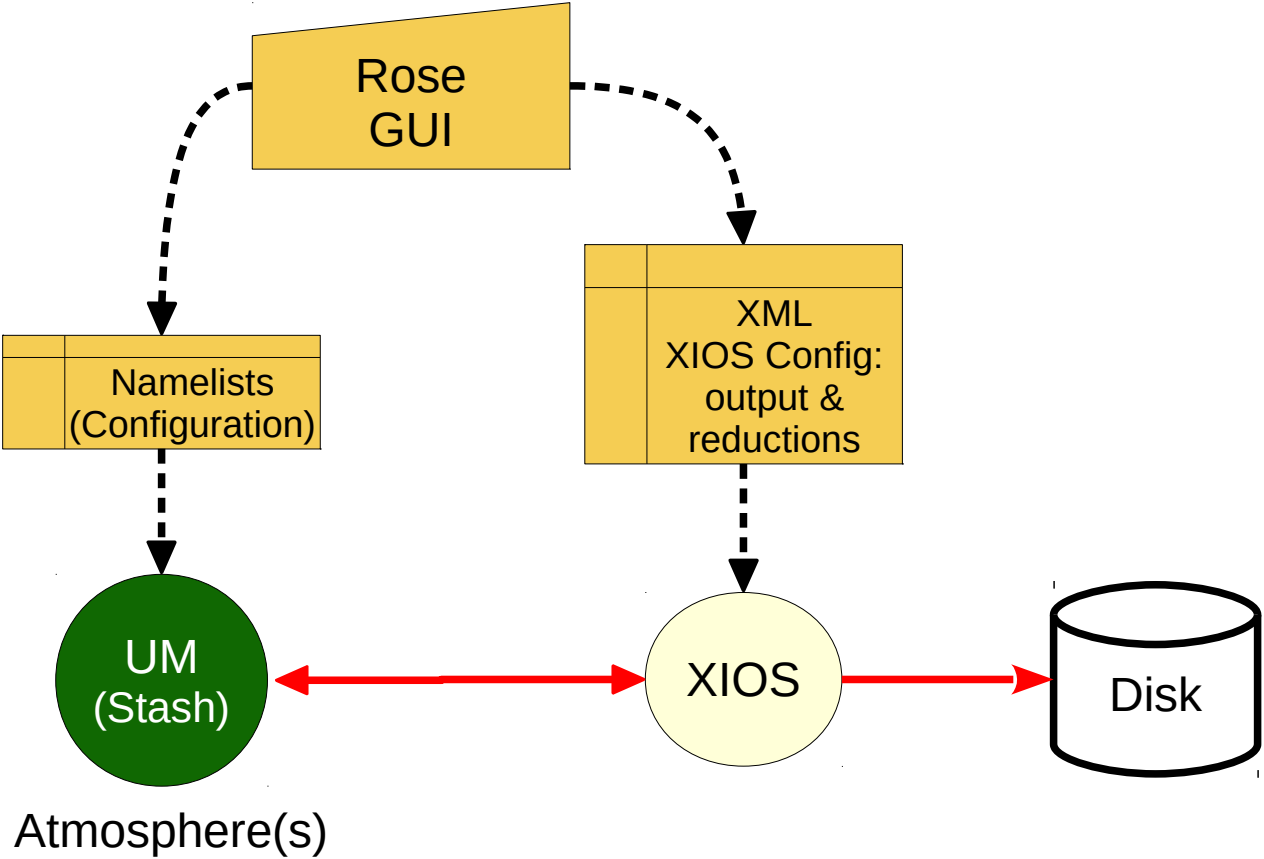 Rose
GUI
XML
XIOS Config:
output &
reductions
Namelists
(Configuration)
UM
(Stash)
XIOS
Disk
Atmosphere(s)